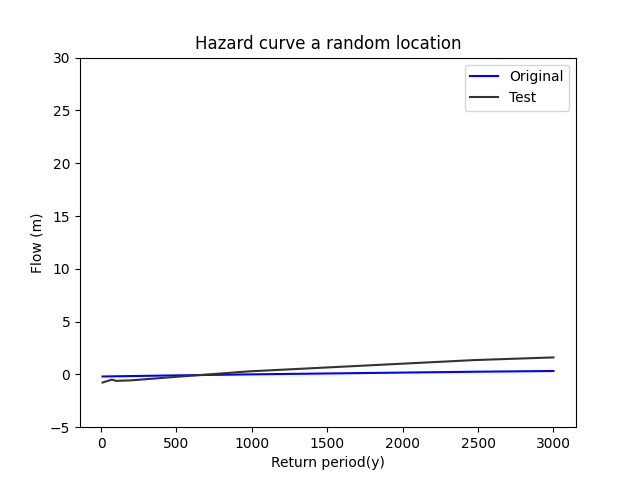 Hazard curve a random location
30
25
20
15
10
5
0
−5
Flow (m)
Original
Test
0 500 1000 1500 2000 2500 3000
Return period(y)